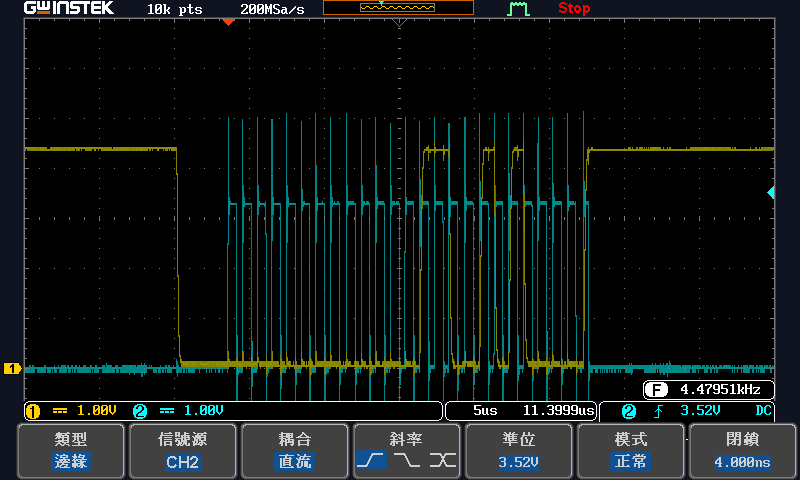 GWINSTEK 10k pts 200MSa/s Stop
1
F 4.47951kHz
1 1.00V 2 1.00V 5us 11.3999us 2 3.52V DC
類型 信號源 耦合 斜率 準位 模式 閉鎖
邊緣 CH2 直流 3.52V 正常 4.000ns